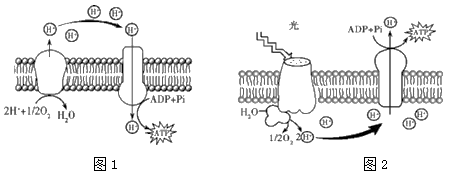 H⁺ H⁺ H⁺ H⁺ H⁺
2H⁺+1/2O₂ H₂O
ADP+Pi
H⁺ ATP
图1
光
ADP+Pi H⁺ ATP
H₂O
1/2O₂ 2H⁺ H⁺ H⁺ H⁺ H⁺
图2